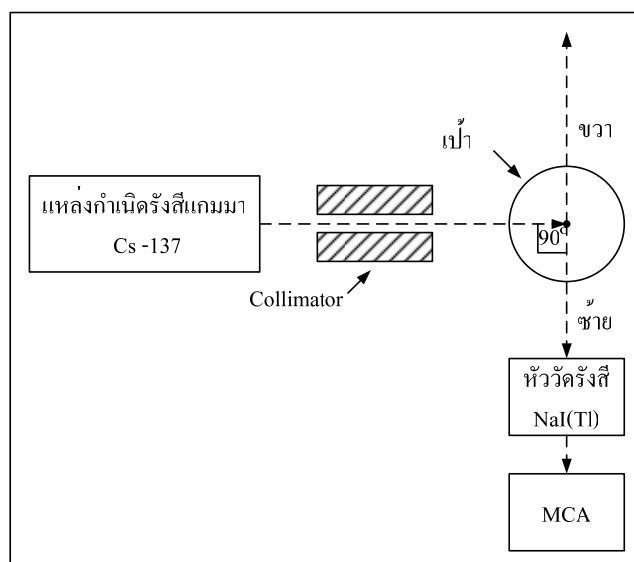 ขวา
เป้า
แหล่งกำเนิดรังสีแกมมา
Cs -137
90°
Collimator
ซ้าย
หัววัดรังสี
NaI(Tl)
MCA